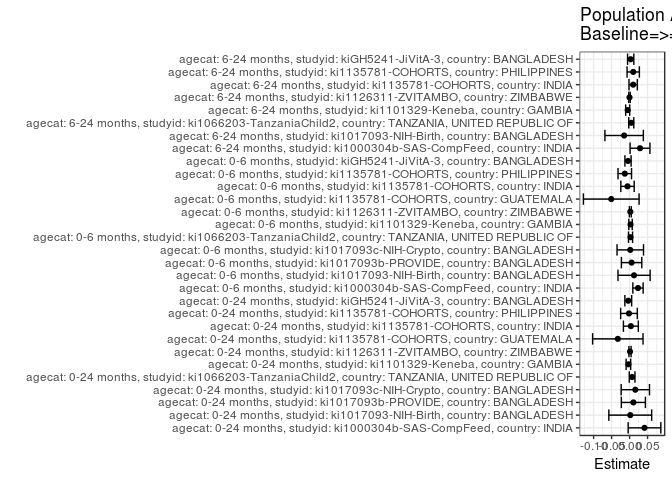 Population
Baseline=>=
agecat: 6-24 months, studyid: kiGH5241-JiVitA-3, country: BANGLADESH
agecat: 6-24 months, studyid: ki1135781-COHORTS, country: PHILIPPINES
agecat: 6-24 months, studyid: ki1135781-COHORTS, country: INDIA
agecat: 6-24 months, studyid: ki1126311-ZVITAMBO, country: ZIMBABWE
agecat: 6-24 months, studyid: ki1101329-Keneba, country: GAMBIA
agecat: 6-24 months, studyid: ki1066203-TanzaniaChild2, country: TANZANIA, UNITED REPUBLIC OF
agecat: 6-24 months, studyid: ki1017093-NIH-Birth, country: BANGLADESH
agecat: 6-24 months, studyid: ki1000304b-SAS-CompFeed, country: INDIA
agecat: 0-6 months, studyid: kiGH5241-JiVitA-3, country: BANGLADESH
agecat: 0-6 months, studyid: ki1135781-COHORTS, country: PHILIPPINES
agecat: 0-6 months, studyid: ki1135781-COHORTS, country: INDIA
agecat: 0-6 months, studyid: ki1135781-COHORTS, country: GUATEMALA
agecat: 0-6 months, studyid: ki1126311-ZVITAMBO, country: ZIMBABWE
agecat: 0-6 months, studyid: ki1101329-Keneba, country: GAMBIA
agecat: 0-6 months, studyid: ki1066203-TanzaniaChild2, country: TANZANIA, UNITED REPUBLIC OF
agecat: 0-6 months, studyid: ki1017093c-NIH-Crypto, country: BANGLADESH
agecat: 0-6 months, studyid: ki1017093b-PROVIDE, country: BANGLADESH
agecat: 0-6 months, studyid: ki1017093-NIH-Birth, country: BANGLADESH
agecat: 0-6 months, studyid: ki1000304b-SAS-CompFeed, country: INDIA
agecat: 0-24 months, studyid: kiGH5241-JiVitA-3, country: BANGLADESH
agecat: 0-24 months, studyid: ki1135781-COHORTS, country: PHILIPPINES
agecat: 0-24 months, studyid: ki1135781-COHORTS, country: INDIA
agecat: 0-24 months, studyid: ki1135781-COHORTS, country: GUATEMALA
agecat: 0-24 months, studyid: ki1126311-ZVITAMBO, country: ZIMBABWE
agecat: 0-24 months, studyid: ki1101329-Keneba, country: GAMBIA
agecat: 0-24 months, studyid: ki1066203-TanzaniaChild2, country: TANZANIA, UNITED REPUBLIC OF
agecat: 0-24 months, studyid: ki1017093c-NIH-Crypto, country: BANGLADESH
agecat: 0-24 months, studyid: ki1017093b-PROVIDE, country: BANGLADESH
agecat: 0-24 months, studyid: ki1017093-NIH-Birth, country: BANGLADESH
agecat: 0-24 months, studyid: ki1000304b-SAS-CompFeed, country: INDIA
-0.10 -0.05 0.00 0.05
Estimate